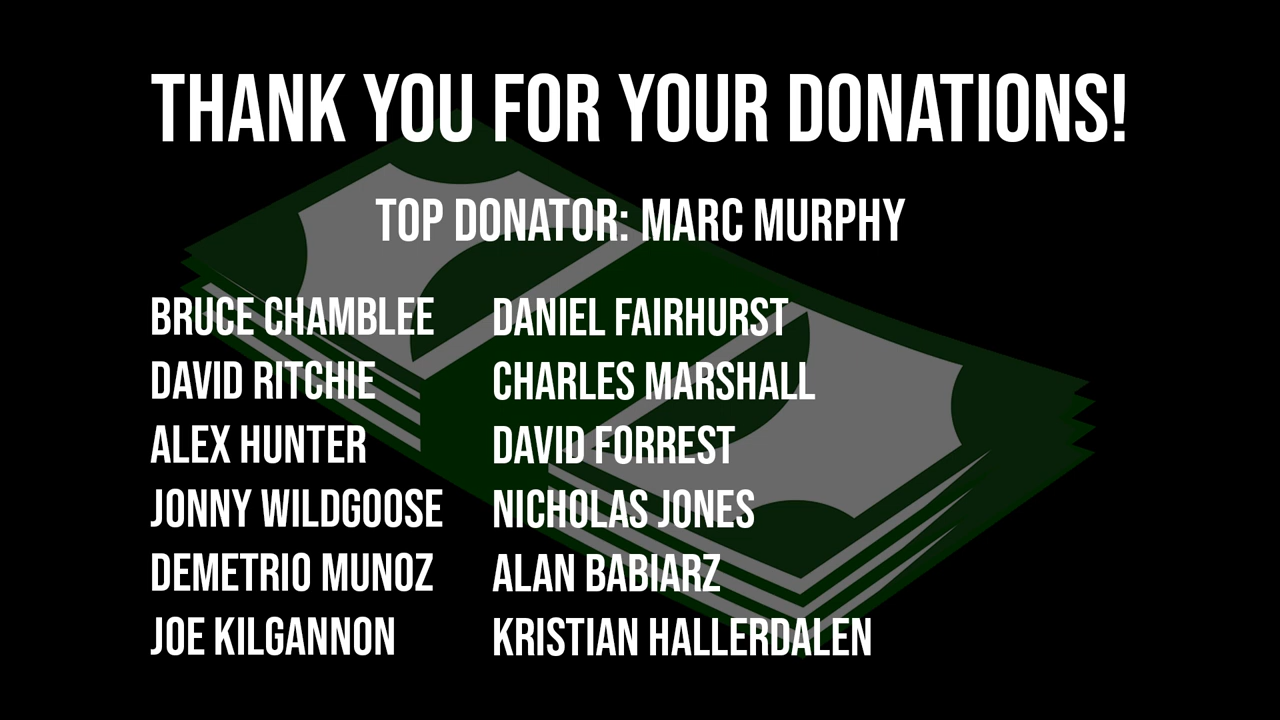 THANK YOU FOR YOUR DONATIONS!
TOP DONATOR: MARC MURPHY
BRUCE CHAMBLEE
DAVID RITCHIE
ALEX HUNTER
JONNY WILDGOOSE
DEMETRIO MUNOZ
JOE KILGANNON
DANIEL FAIRHURST
CHARLES MARSHALL
DAVID FORREST
NICHOLAS JONES
ALAN BABIARZ
KRISTIAN HALLERDALEN